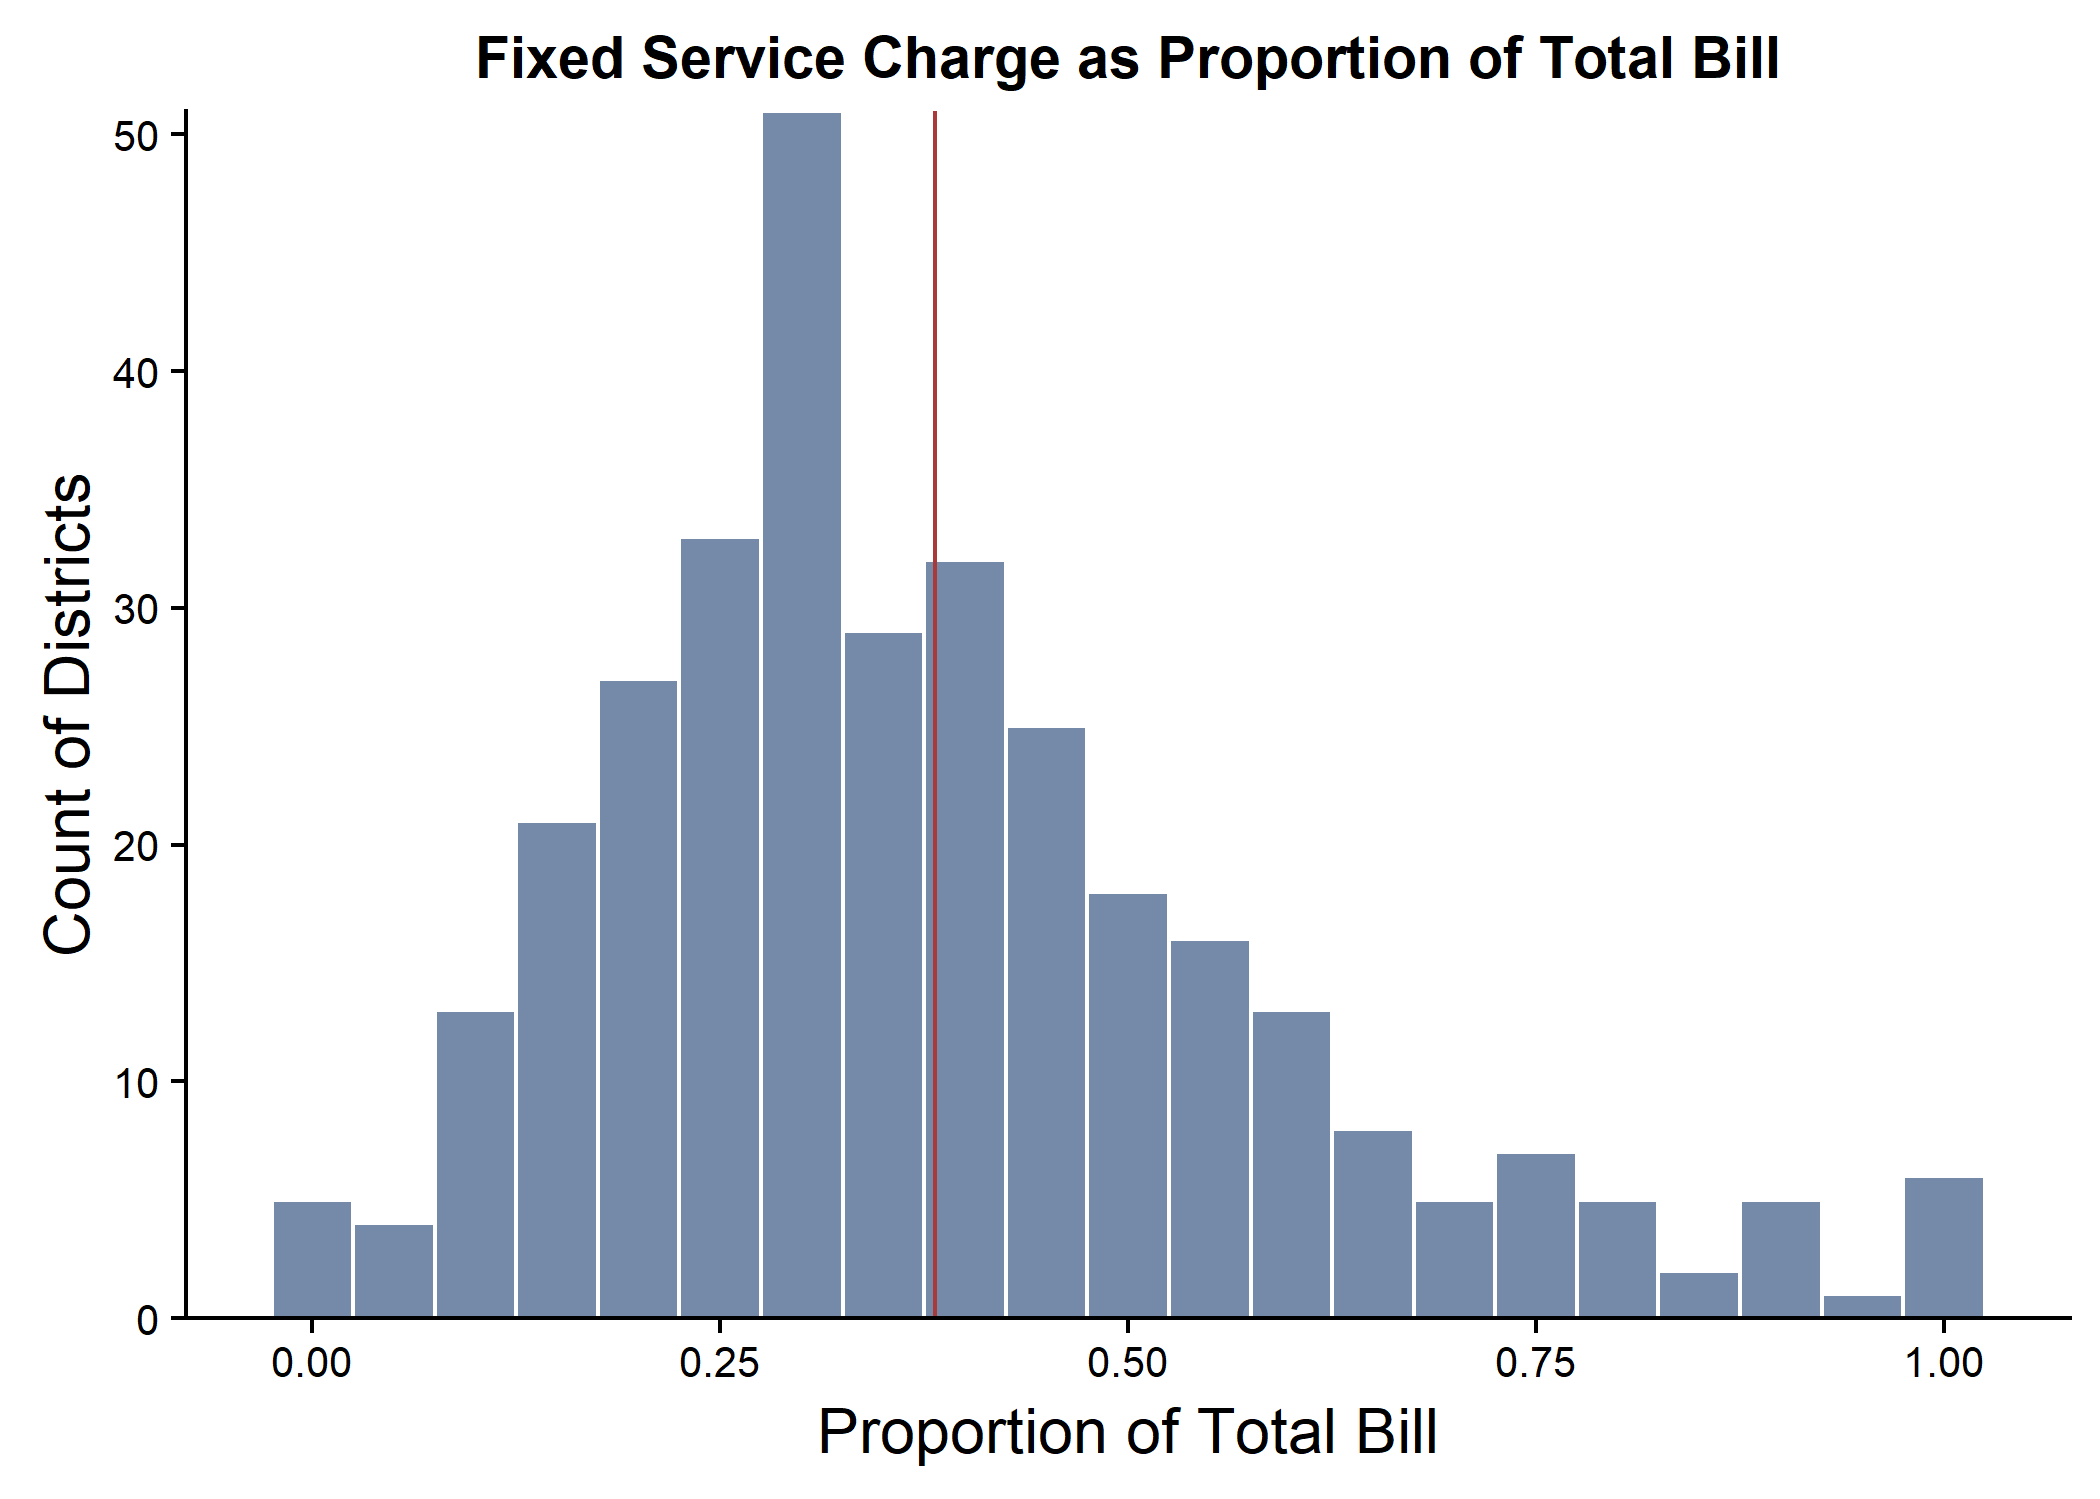 Fixed Service Charge as Proportion of Total Bill
Count of Districts
50
40
30
20
10
0
0.00 0.25 0.50 0.75 1.00
Proportion of Total Bill